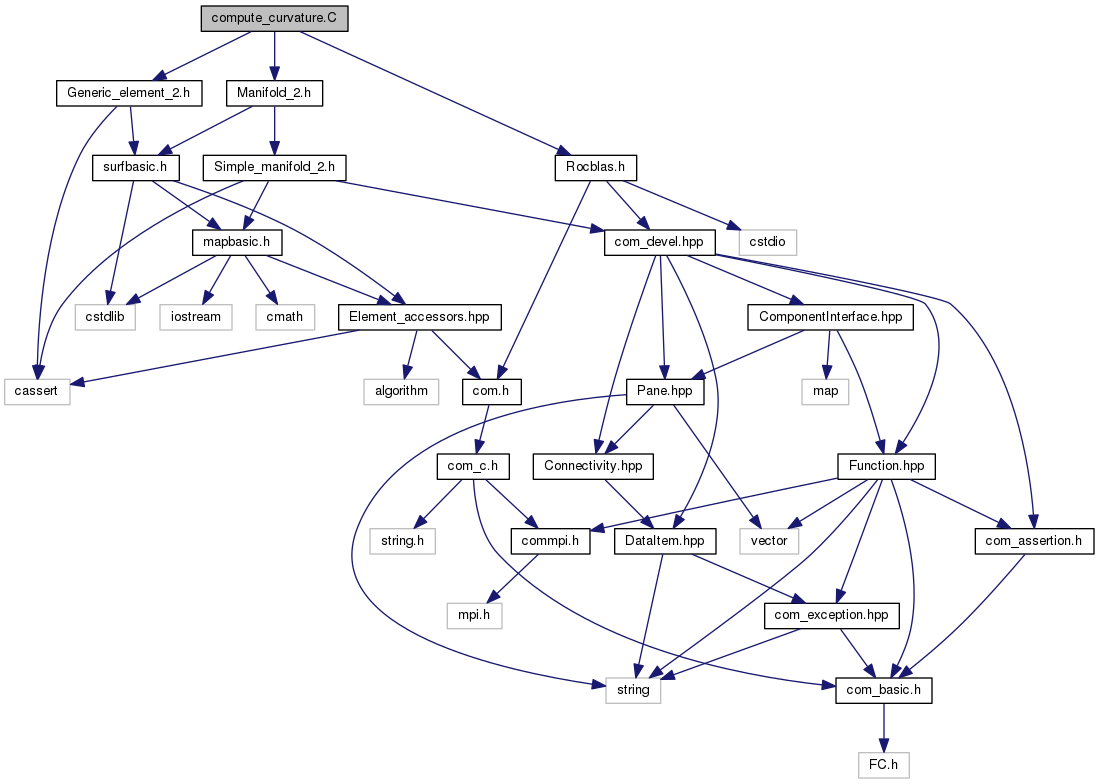 compute_curvature.C
Generic_element_2.h
Manifold_2.h
surfbasic.h
Simple_manifold_2.h
Rocblas.h
mapbasic.h
com_devel.hpp
cstdio
cstdlib
iostream
cmath
Element_accessors.hpp
ComponentInterface.hpp
cassert
algorithm
com.h
Pane.hpp
map
com_c.h
Connectivity.hpp
Function.hpp
string.h
commpi.h
DataItem.hpp
vector
com_assertion.h
mpi.h
com_exception.hpp
string
com_basic.h
FC.h